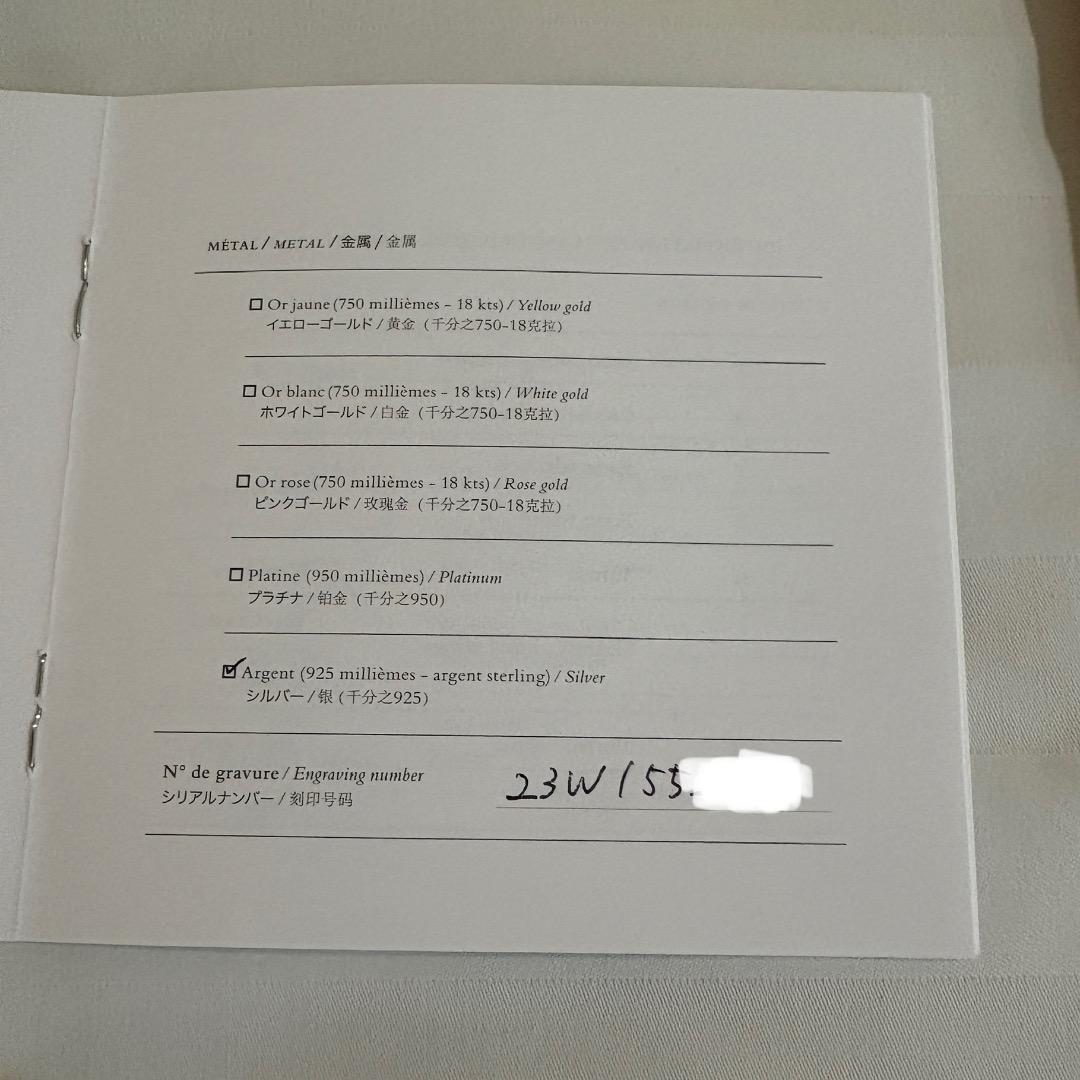 MÉTAL / METAL / 金属 / 金属
Or jaune (750 millièmes – 18 kts) / Yellow gold
イエローゴールド / 黄金（千分之750–18克拉）
Or blanc (750 millièmes – 18 kts) / White gold
ホワイトゴールド / 白金（千分之750–18克拉）
Or rose (750 millièmes – 18 kts) / Rose gold
ピンクゴールド / 玫瑰金（千分之750–18克拉）
Platine (950 millièmes) / Platinum
プラチナ / 铂金（千分之950）
Argent (925 millièmes – argent sterling) / Silver
シルバー / 银 (千分之925）
N° de gravure / Engraving number 23W155
シリアルナンバー / 刻印号码